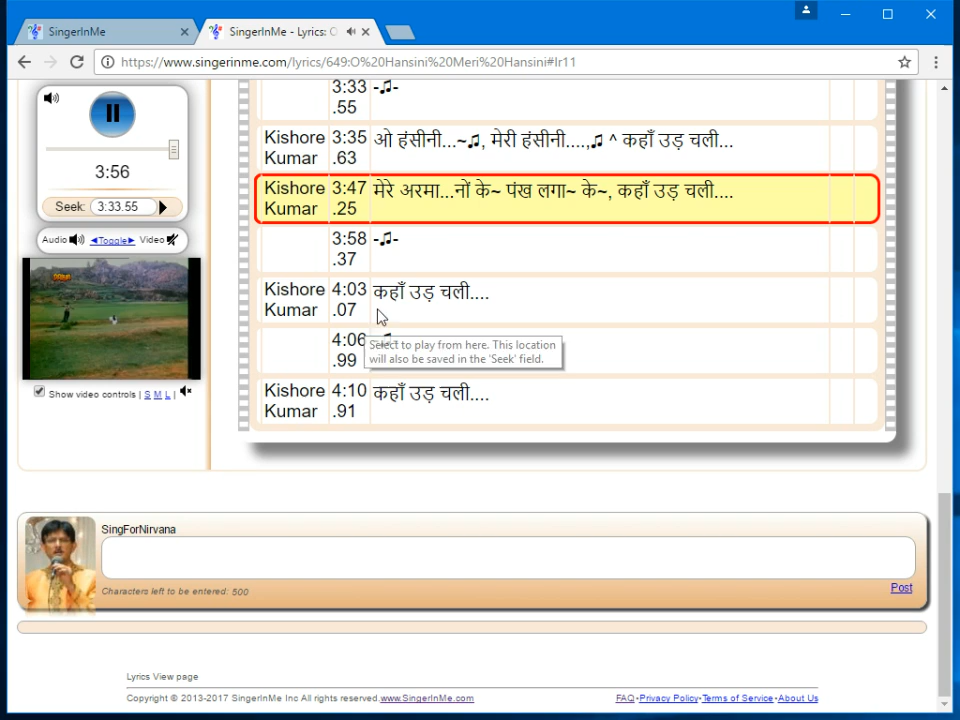 SingerInMe
SingerInMe - Lyrics: O
https://www.singerinme.com/lyrics/649:O%20Hansini%20Meri%20Hansini#lr11
3:56
Seek: 3:33.55
Audio ◄Toggle► Video
Show video controls | S M L |
3:33.55 -♫-
Kishore Kumar 3:35.63 ओ हंसीनी...~♫, मेरी हंसीनी....,♫ ^ कहाँ उड़ चली...
Kishore Kumar 3:47.25 मेरे अरमा...नों के~ पंख लगा~ के~, कहाँ उड़ चली....
3:58.37 -♫-
Kishore Kumar 4:03.07 कहाँ उड़ चली....
4:06.99
Select to play from here. This location
will also be saved in the 'Seek' field.
Kishore Kumar 4:10.91 कहाँ उड़ चली....
SingForNirvana
Characters left to be entered: 500
Post
Lyrics View page
Copyright © 2013-2017 SingerInMe Inc All rights reserved.www.SingerInMe.com
FAQ-Privacy Policy-Terms of Service-About Us